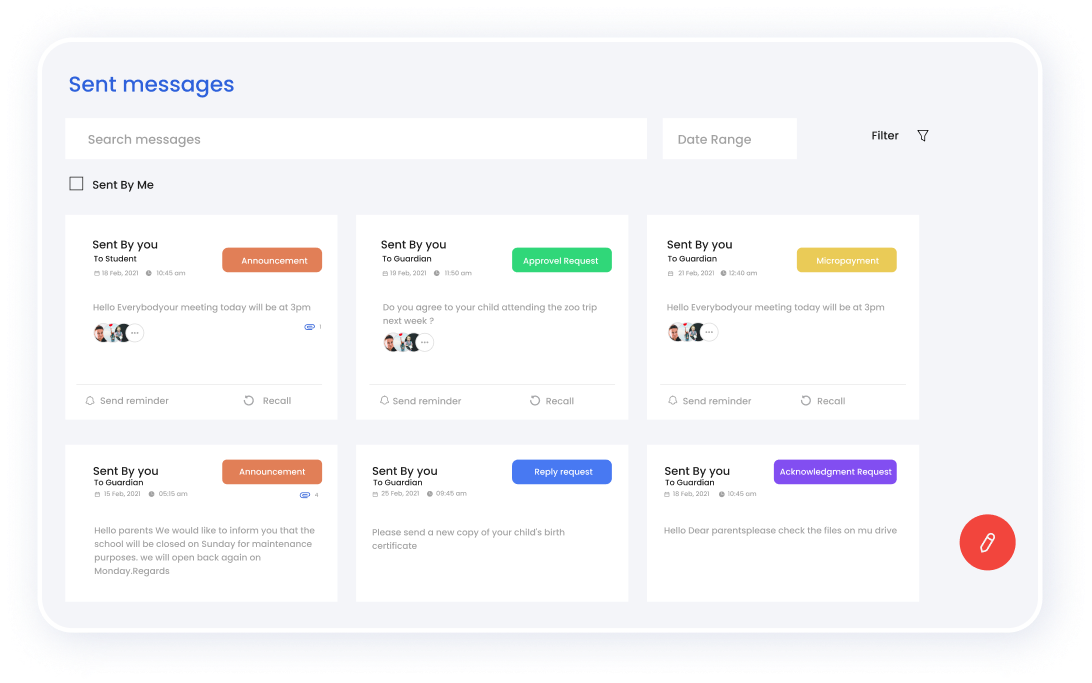 Sent messages
Search messages
Date Range
Filter
Sent By Me
Sent By you
To Student
Announcement
18 Feb, 2021 10:45 am
Hello Everybodyour meeting today will be at 3pm
1
Send reminder
Recall
Sent By you
To Guardian
Approvel Request
19 Feb, 2021 11:50 am
Do you agree to your child attending the zoo trip
next week ?
Send reminder
Recall
Sent By you
To Guardian
Micropayment
21 Feb, 2021 12:40 am
Hello Everybodyour meeting today will be at 3pm
Send reminder
Recall
Sent By you
To Guardian
Announcement
15 Feb, 2021 05:15 am
4
Hello parents We would like to inform you that the
school will be closed on Sunday for maintenance
purposes. we will open back again on
Monday.Regards
Sent By you
To Guardian
Reply request
25 Feb, 2021 09:45 am
Please send a new copy of your child's birth
certificate
Sent By you
To Guardian
Acknowledgment Request
18 Feb, 2021 10:45 am
Hello Dear parentsplease check the files on mu drive